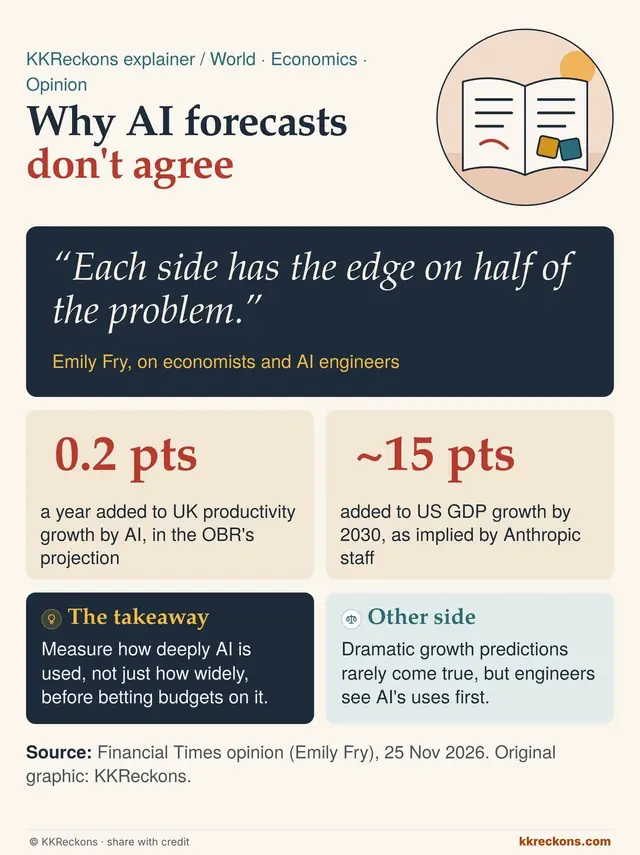 KKReckons explainer / World · Economics ·
Opinion
Why AI forecasts
don't agree
“Each side has the edge on half of
the problem.”
Emily Fry, on economists and AI engineers
0.2 pts
a year added to UK productivity
growth by AI, in the OBR's
projection
~15 pts
added to US GDP growth by
2030, as implied by Anthropic
staff
The takeaway
Measure how deeply AI is
used, not just how widely,
before betting budgets on it.
Other side
Dramatic growth predictions
rarely come true, but engineers
see AI's uses first.
Source: Financial Times opinion (Emily Fry), 25 Nov 2026. Original
graphic: KKReckons.
© KKReckons · share with credit
kkreckons.com